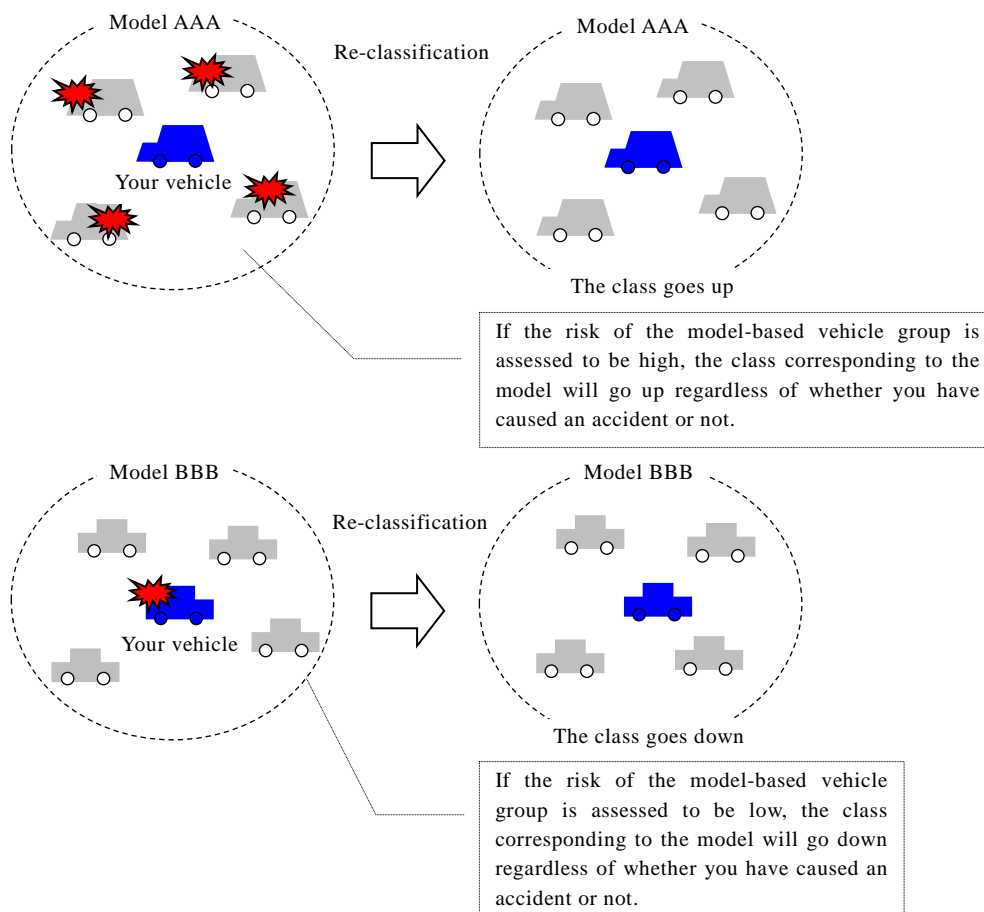 Model AAA
Re-classification
Model AAA
Your vehicle
The class goes up
If the risk of the model-based vehicle group is
assessed to be high, the class corresponding to the
model will go up regardless of whether you have
caused an accident or not.
Model BBB
Re-classification
Model BBB
Your vehicle
The class goes down
If the risk of the model-based vehicle
group is assessed to be low, the class
corresponding to the model will go down
regardless of whether you have caused an
accident or not.